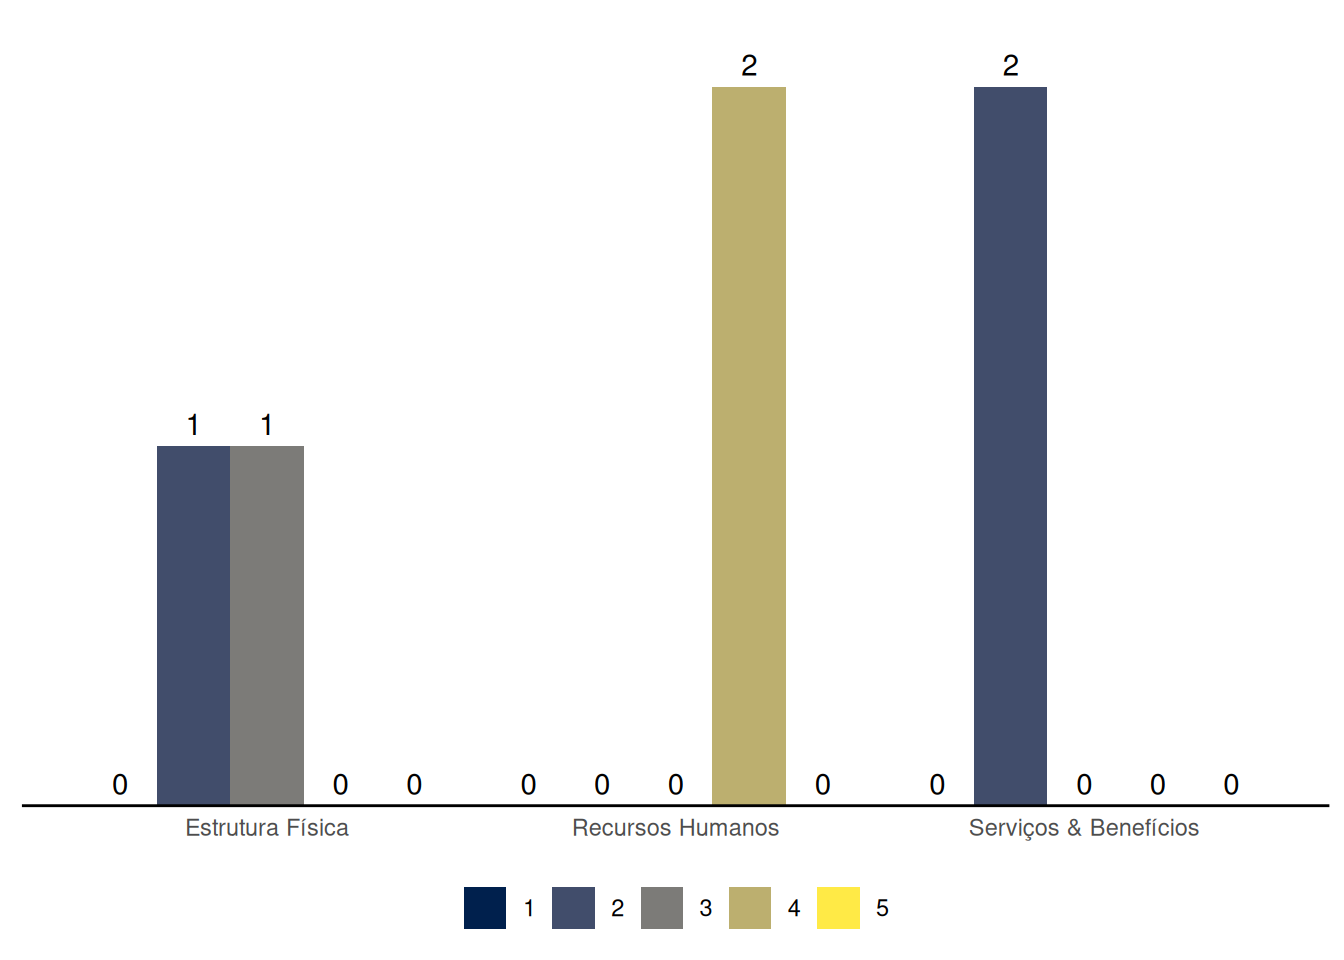 2 2
1 1
0 0 0 0 0 0 0 0 0 0 0
Estrutura Física Recursos Humanos Serviços & Benefícios
1 2 3 4 5